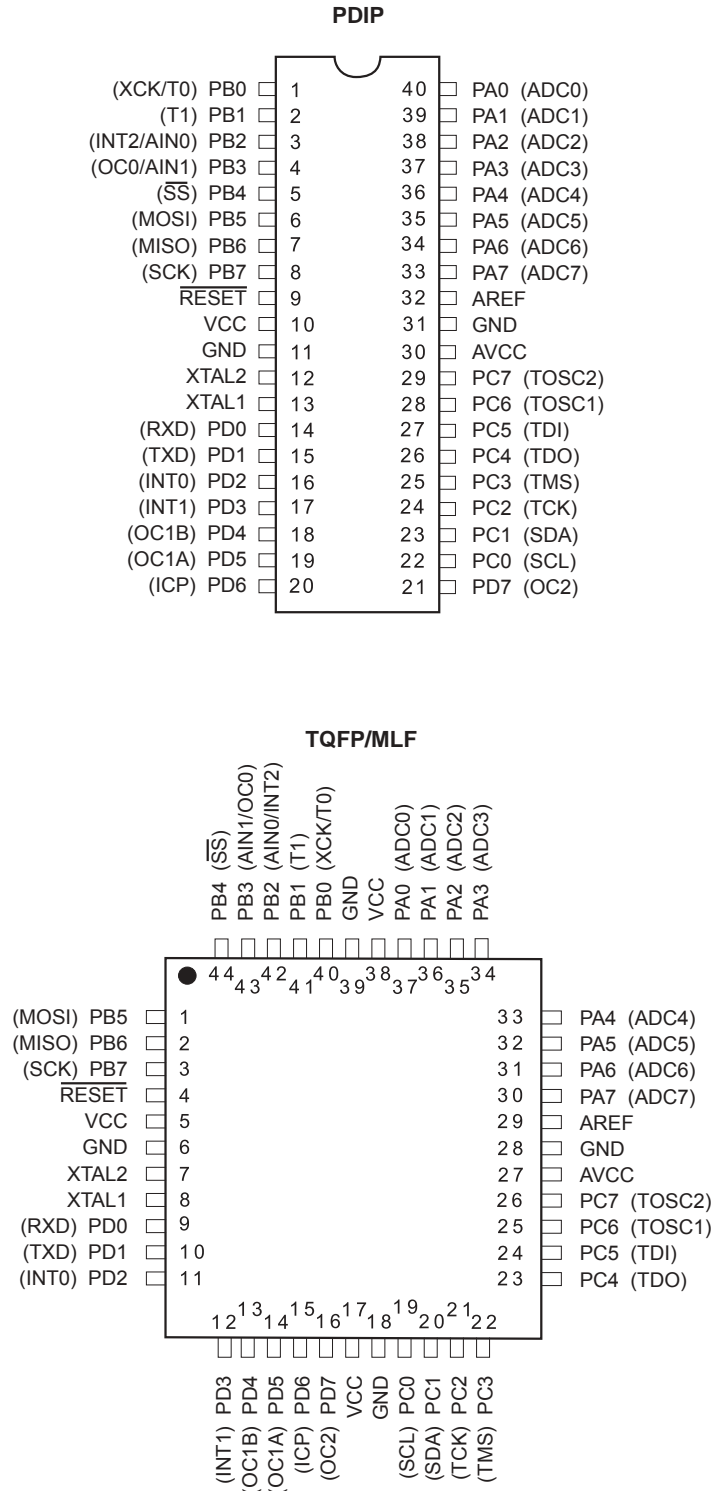 PDIP
(XCK/T0) PB0 1 40 PA0 (ADC0)
(T1) PB1 2 39 PA1 (ADC1)
(INT2/AIN0) PB2 3 38 PA2 (ADC2)
(OC0/AIN1) PB3 4 37 PA3 (ADC3)
(SS) PB4 5 36 PA4 (ADC4)
(MOSI) PB5 6 35 PA5 (ADC5)
(MISO) PB6 7 34 PA6 (ADC6)
(SCK) PB7 8 33 PA7 (ADC7)
RESET 9 32 AREF
VCC 10 31 GND
GND 11 30 AVCC
XTAL2 12 29 PC7 (TOSC2)
XTAL1 13 28 PC6 (TOSC1)
(RXD) PD0 14 27 PC5 (TDI)
(TXD) PD1 15 26 PC4 (TDO)
(INT0) PD2 16 25 PC3 (TMS)
(INT1) PD3 17 24 PC2 (TCK)
(OC1B) PD4 18 23 PC1 (SDA)
(OC1A) PD5 19 22 PC0 (SCL)
(ICP) PD6 20 21 PD7 (OC2)
TQFP/MLF
PB4 (SS)
PB3 (AIN1/OC0)
PB2 (AIN0/INT2)
PB1 (T1)
PB0 (XCK/T0)
GND
VCC
PA0 (ADC0)
PA1 (ADC1)
PA2 (ADC2)
PA3 (ADC3)
44 43 42 41 40 39 38 37 36 35 34
(MOSI) PB5 1 33 PA4 (ADC4)
(MISO) PB6 2 32 PA5 (ADC5)
(SCK) PB7 3 31 PA6 (ADC6)
RESET 4 30 PA7 (ADC7)
VCC 5 29 AREF
GND 6 28 GND
XTAL2 7 27 AVCC
XTAL1 8 26 PC7 (TOSC2)
(RXD) PD0 9 25 PC6 (TOSC1)
(TXD) PD1 10 24 PC5 (TDI)
(INT0) PD2 11 23 PC4 (TDO)
12 13 14 15 16 17 18 19 20 21 22
(INT1) PD3
(OC1B) PD4
(OC1A) PD5
(ICP) PD6
(OC2) PD7
VCC
GND
(SCL) PC0
(SDA) PC1
(TCK) PC2
(TMS) PC3